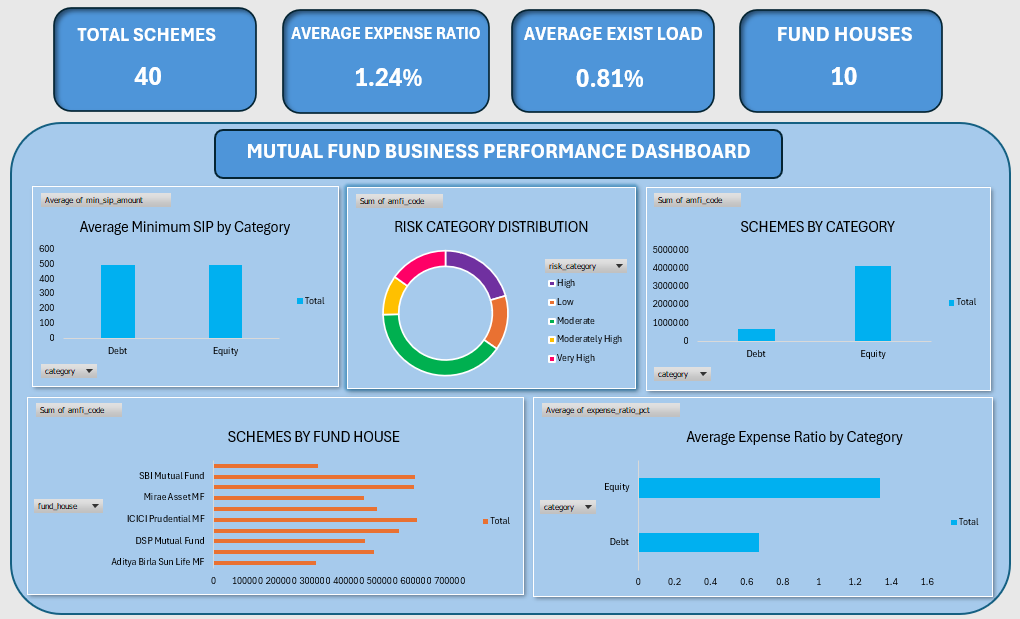 TOTAL SCHEMES
40
AVERAGE EXPENSE RATIO
1.24%
AVERAGE EXIST LOAD
0.81%
FUND HOUSES
10
MUTUAL FUND BUSINESS PERFORMANCE DASHBOARD
Average of min_sip_amount
Average Minimum SIP by Category
600
500
400
300
200
100
0
Debt
Equity
Total
category
Sum of amfi_code
RISK CATEGORY DISTRIBUTION
risk_category
High
Low
Moderate
Moderately High
Very High
Sum of amfi_code
SCHEMES BY CATEGORY
5000000
4000000
3000000
2000000
1000000
0
Debt
Equity
Total
category
Sum of amfi_code
SCHEMES BY FUND HOUSE
fund_house
SBI Mutual Fund
Mirae Asset MF
ICICI Prudential MF
DSP Mutual Fund
Aditya Birla Sun Life MF
0 100000 200000 300000 400000 500000 600000 700000
Total
Average of expense_ratio_pct
Average Expense Ratio by Category
category
Equity
Debt
0 0.2 0.4 0.6 0.8 1 1.2 1.4 1.6
Total